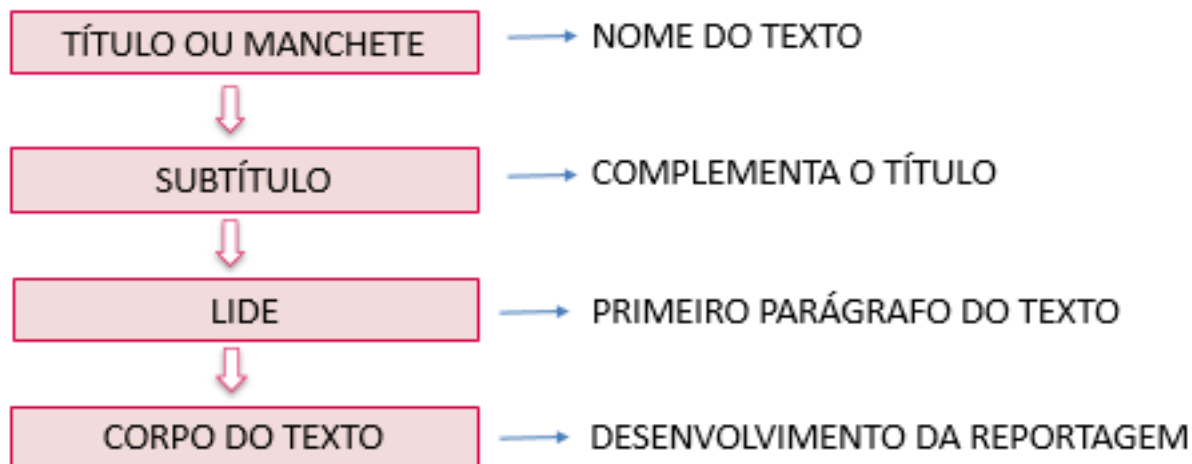 TÍTULO OU MANCHETE
NOME DO TEXTO
SUBTÍTULO
COMPLEMENTA O TÍTULO
LIDE
PRIMEIRO PARÁGRAFO DO TEXTO
CORPO DO TEXTO
DESENVOLVIMENTO DA REPORTAGEM